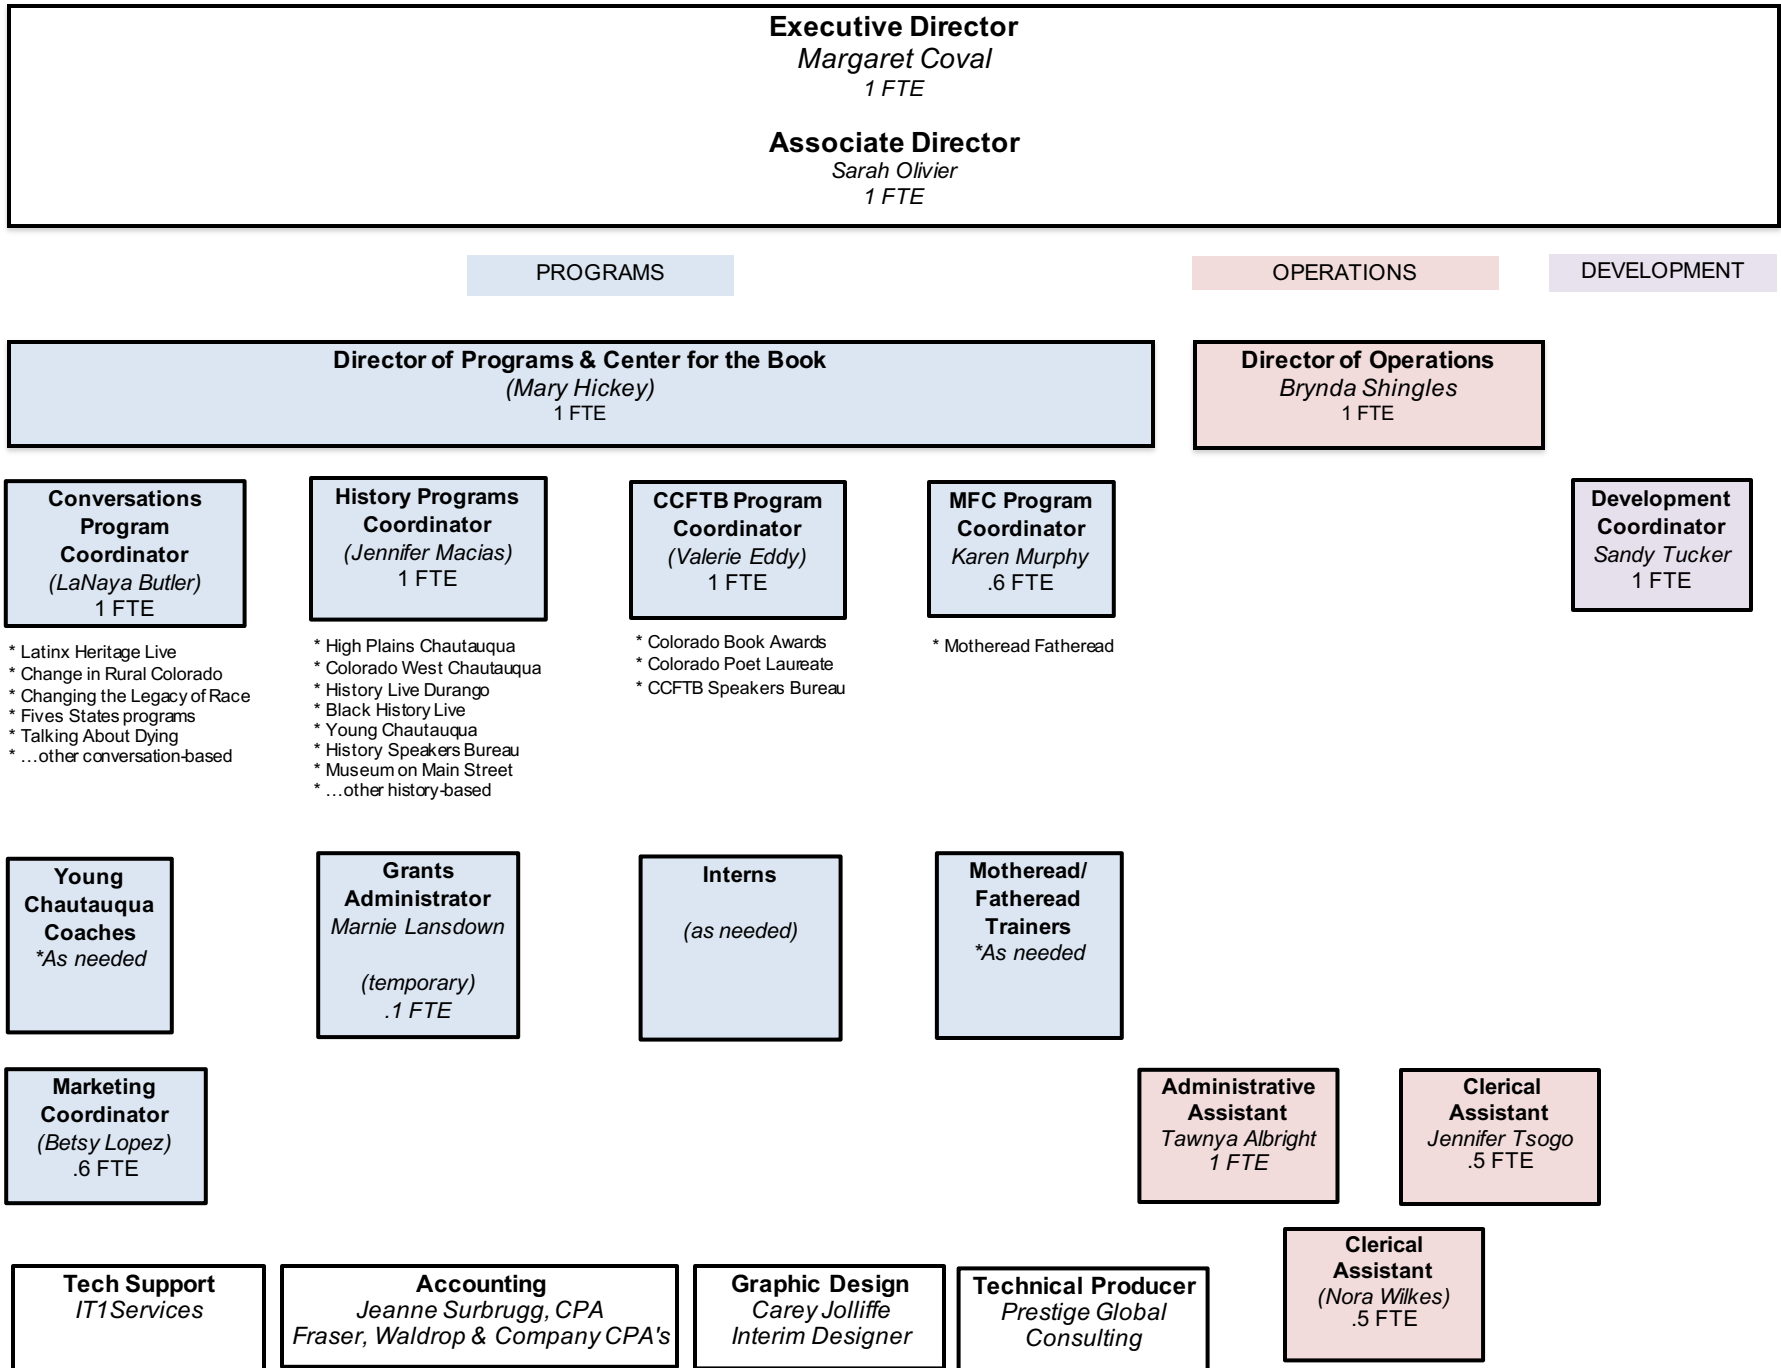 Executive Director
Margaret Coval
1 FTE
Associate Director
Sarah Olivier
1 FTE
PROGRAMS
OPERATIONS
DEVELOPMENT
Director of Programs & Center for the Book
(Mary Hickey)
1 FTE
Director of Operations
Brynda Shingles
1 FTE
Conversations
Program
Coordinator
(LaNaya Butler)
1 FTE
* Latinx Heritage Live
* Change in Rural Colorado
* Changing the Legacy of Race
* Fives States programs
* Talking About Dying
* …other conversation-based
History Programs
Coordinator
(Jennifer Macias)
1 FTE
* High Plains Chautauqua
* Colorado West Chautauqua
* History Live Durango
* Black History Live
* Young Chautauqua
* History Speakers Bureau
* Museum on Main Street
* …other history-based
CCFTB Program
Coordinator
(Valerie Eddy)
1 FTE
* Colorado Book Awards
* Colorado Poet Laureate
* CCFTB Speakers Bureau
MFC Program
Coordinator
Karen Murphy
.6 FTE
* Motheread Fatheread
Development
Coordinator
Sandy Tucker
1 FTE
Young
Chautauqua
Coaches
*As needed
Grants
Administrator
Marnie Lansdown
(temporary)
.1 FTE
Interns
(as needed)
Motheread/
Fatheread
Trainers
*As needed
Marketing
Coordinator
(Betsy Lopez)
.6 FTE
Administrative
Assistant
Tawnya Albright
1 FTE
Clerical
Assistant
Jennifer Tsogo
.5 FTE
Clerical
Assistant
(Nora Wilkes)
.5 FTE
Tech Support
IT1Services
Accounting
Jeanne Surbrugg, CPA
Fraser, Waldrop & Company CPA's
Graphic Design
Carey Jolliffe
Interim Designer
Technical Producer
Prestige Global
Consulting